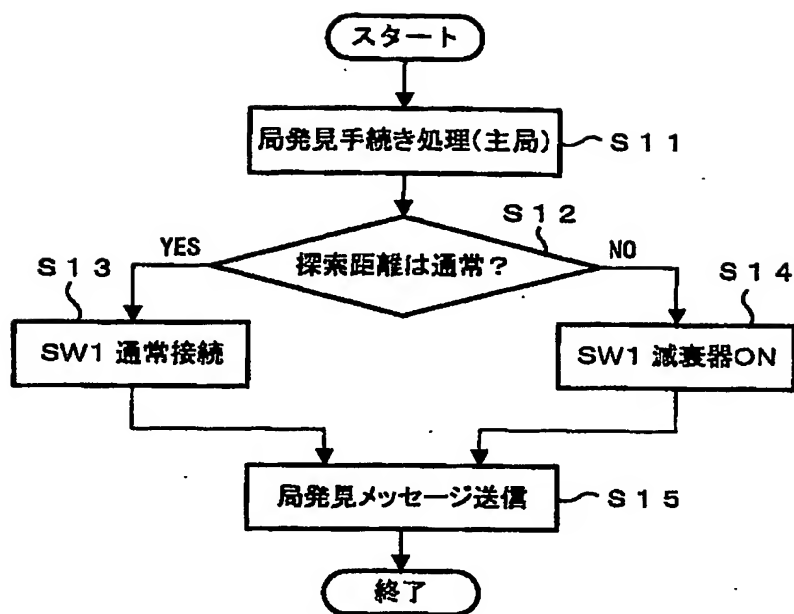 スタート
局発見手続き処理(主局)
S11
S12
探索距離は通常?
YES
NO
S13
S14
SW1 通常接続
SW1 減衰器ON
局発見メッセージ送信
S15
終了